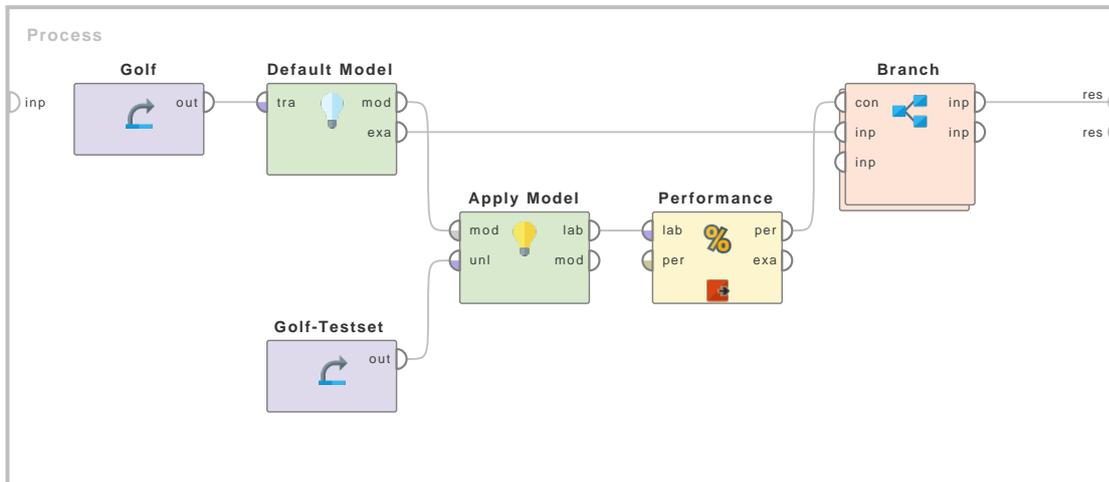 Process
Golf
Default Model
Branch
inp
out
tra
mod
con
inp
res
exa
inp
inp
res
inp
Apply Model
Performance
mod
lab
lab
per
unl
mod
per
exa
Golf-Testset
out